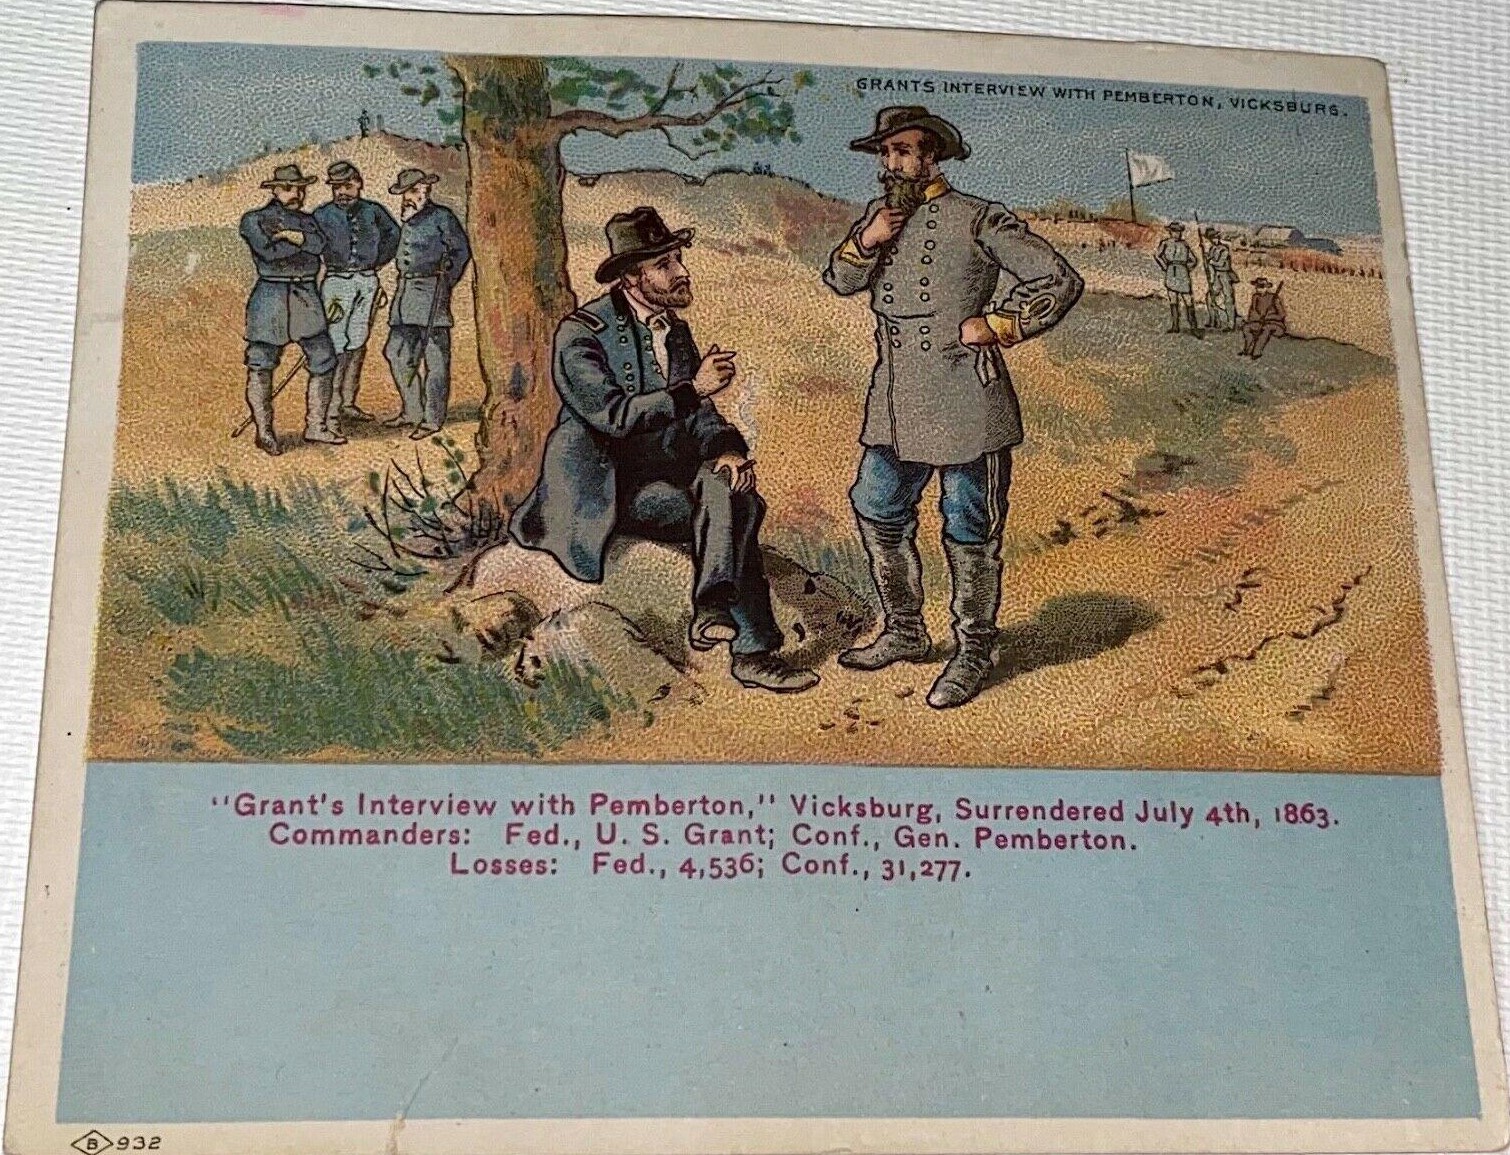 GRANTS INTERVIEW WITH PEMBERTON, VICKSBURG.
"Grant's Interview with Pemberton," Vicksburg, Surrendered July 4th, 1863.
Commanders: Fed., U. S. Grant; Conf., Gen. Pemberton.
Losses: Fed., 4,536; Conf., 31,277.
B 932